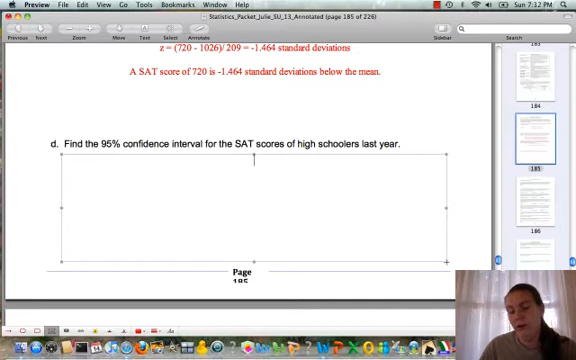 Preview File Edit View Go Tools Bookmarks Window Help
Sun 7:32 PM
Statistics_Packet_Julie_SU_13_Annotated (page 185 of 226)
Previous Next Zoom Move Text Select Annotate Sidebar Search
z = (720 - 1026)/ 209 = -1.464 standard deviations
A SAT score of 720 is -1.464 standard deviations below the mean.
d. Find the 95% confidence interval for the SAT scores of high schoolers last year.
Page
185
183
184
185
186